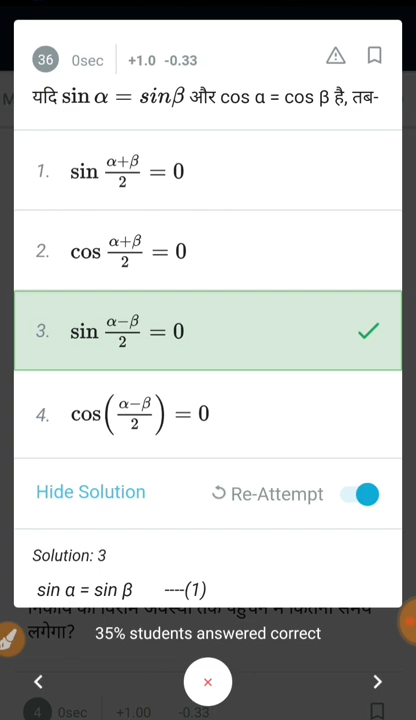 36 0sec +1.0 -0.33
यदि sin α = sinβ और cos α = cos β है, तब-
1. sin α+β/2 = 0
2. cos α+β/2 = 0
3. sin α−β/2 = 0
4. cos(α−β/2) = 0
Hide Solution Re-Attempt
Solution: 3
sin α = sin β ----(1)
लगेगा? 35% students answered correct
4 0sec +1.00 -0.33